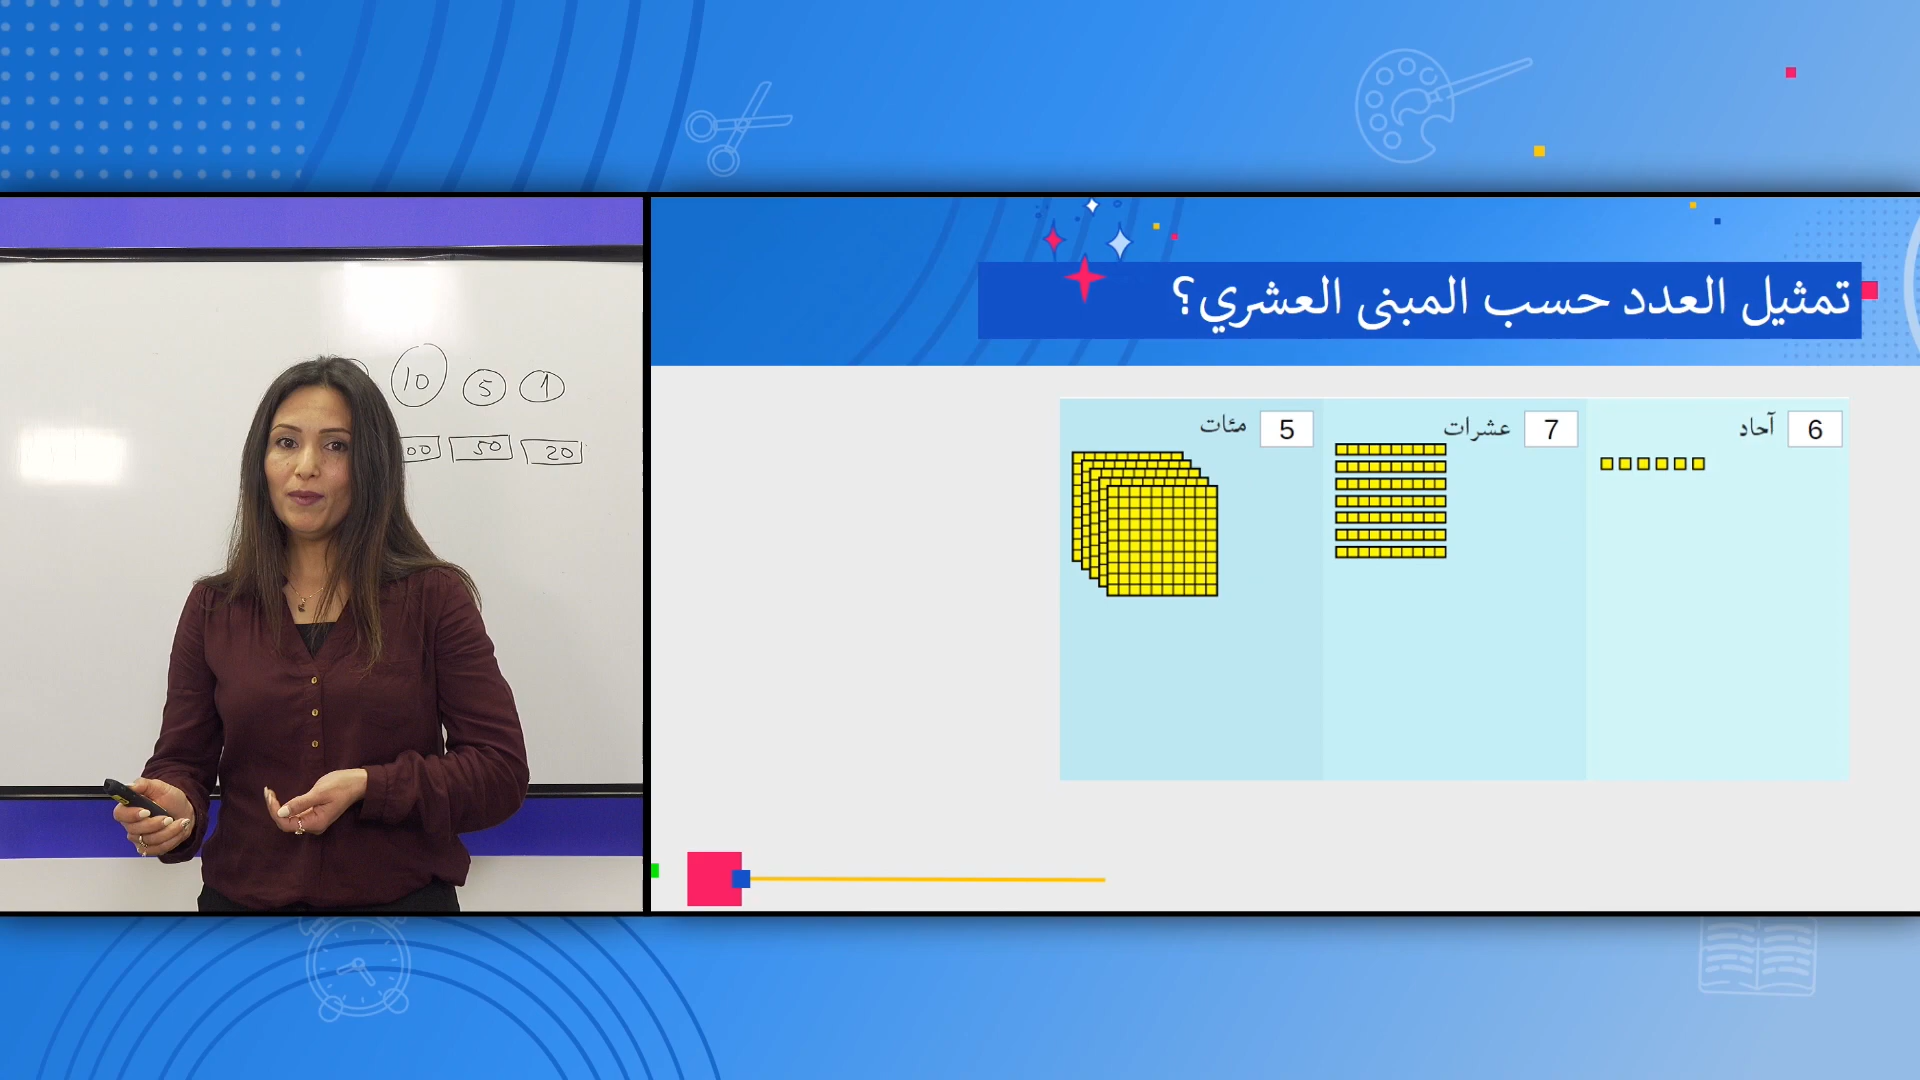 تمثيل العدد حسب المبنى العشري؟
6 آحاد
7 عشرات
5 مئات
10 5 1
50 20